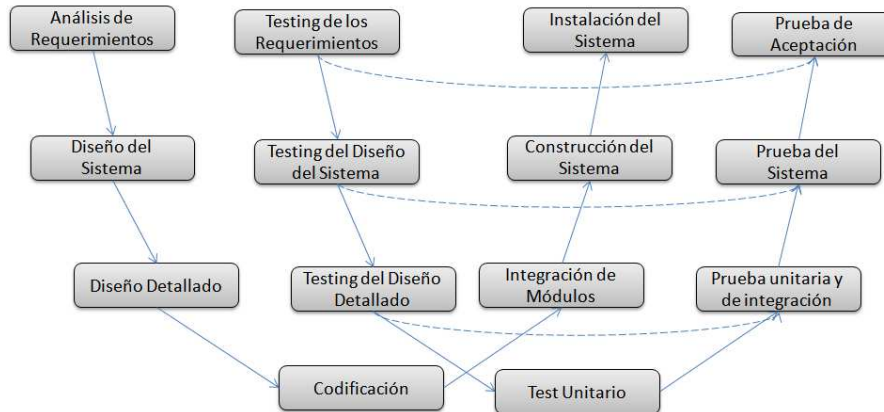 Análisis de
Requerimientos
Testing de los
Requerimientos
Instalación del
Sistema
Prueba de
Aceptación
Diseño del
Sistema
Testing del Diseño
del Sistema
Construcción del
Sistema
Prueba del
Sistema
Diseño Detallado
Testing del Diseño
Detallado
Integración de
Módulos
Prueba unitaria y
de integración
Codificación
Test Unitario